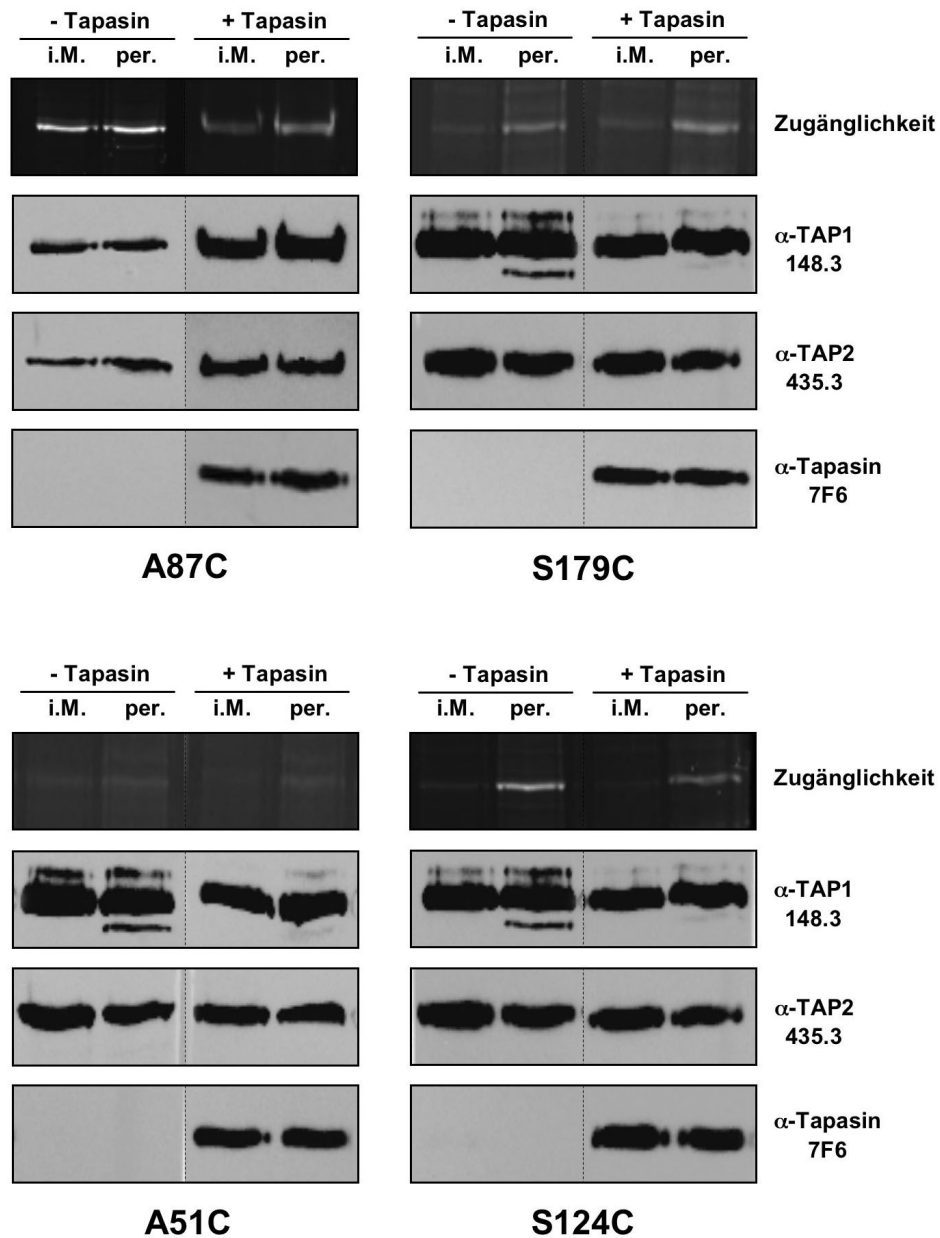 - Tapasin + Tapasin - Tapasin + Tapasin
i.M. per. i.M. per. i.M. per. i.M. per.
Zugänglichkeit
α-TAP1
148.3
α-TAP2
435.3
α-Tapasin
7F6
A87C S179C
- Tapasin + Tapasin - Tapasin + Tapasin
i.M. per. i.M. per. i.M. per. i.M. per.
Zugänglichkeit
α-TAP1
148.3
α-TAP2
435.3
α-Tapasin
7F6
A51C S124C